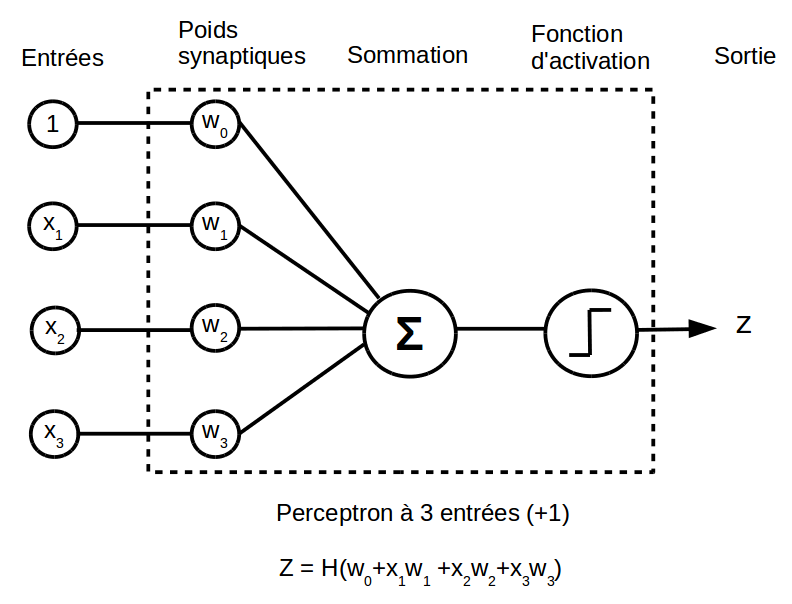 Entrées
Poids
synaptiques
Sommation
Fonction
d'activation
Sortie
1
w₀
x₁
w₁
x₂
w₂
x₃
w₃
Σ
z
Perceptron à 3 entrées (+1)
Z = H(w₀+x₁w₁ +x₂w₂+x₃w₃)